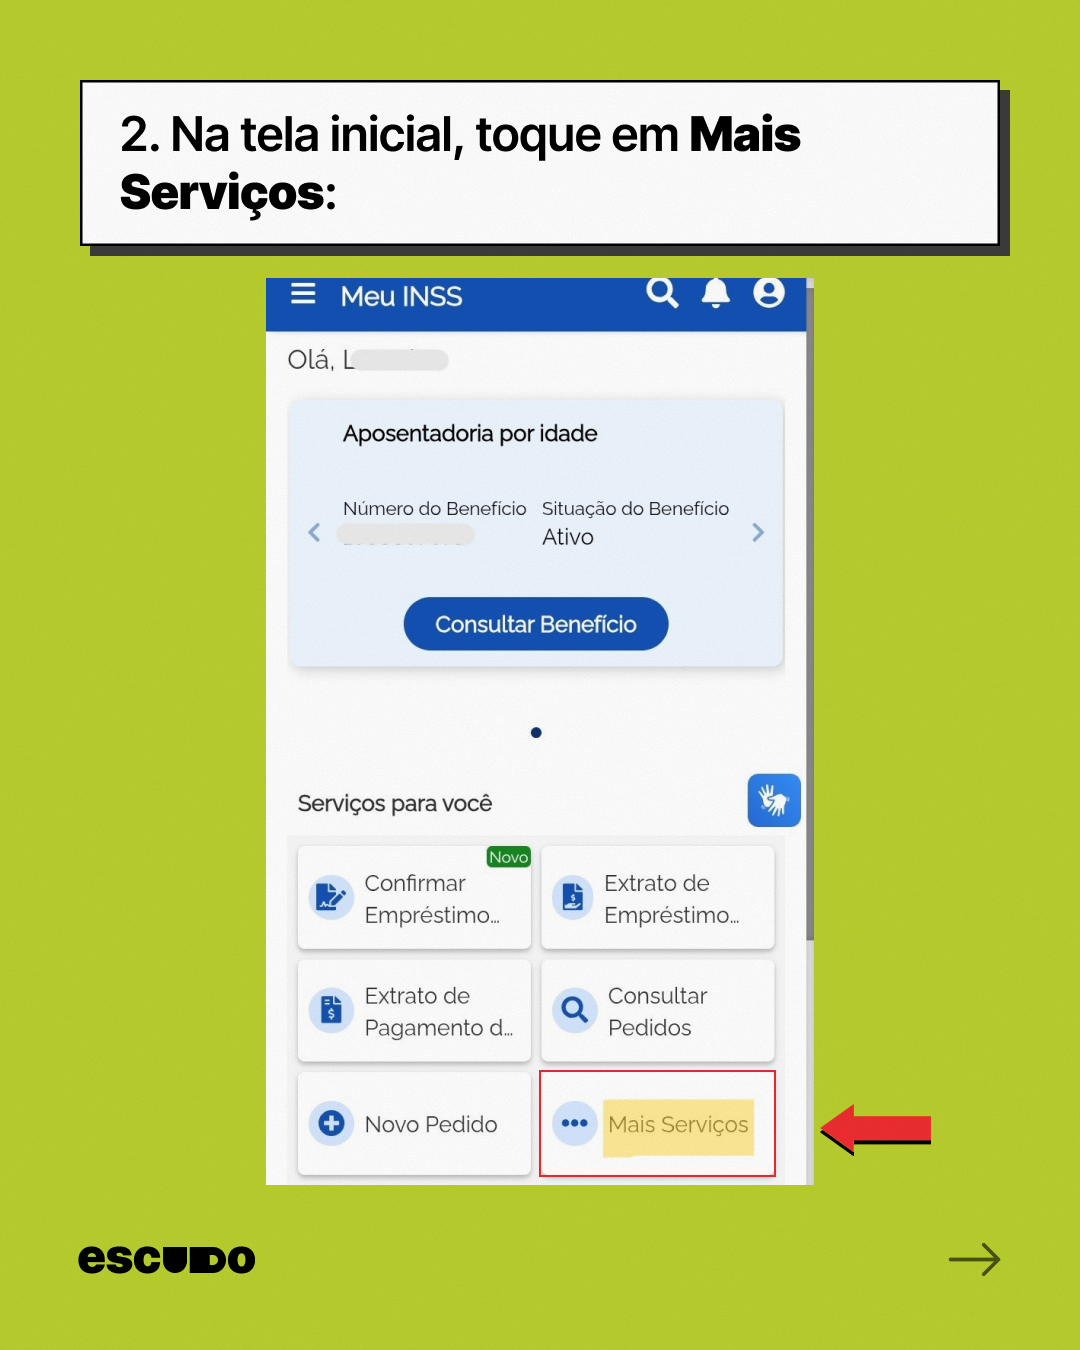 2. Na tela inicial, toque em Mais
Serviços:
Meu INSS
Olá, L
Aposentadoria por idade
Número do Benefício Situação do Benefício
Ativo
Consultar Benefício
Serviços para você
Novo
Confirmar
Empréstimo...
Extrato de
Empréstimo...
Extrato de
Pagamento d...
Consultar
Pedidos
Novo Pedido
Mais Serviços
escudo